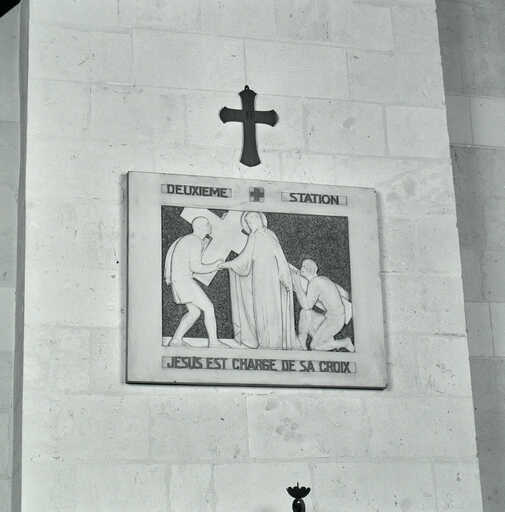 DEUXIEME STATION
JESUS EST CHARGE DE SA CROIX